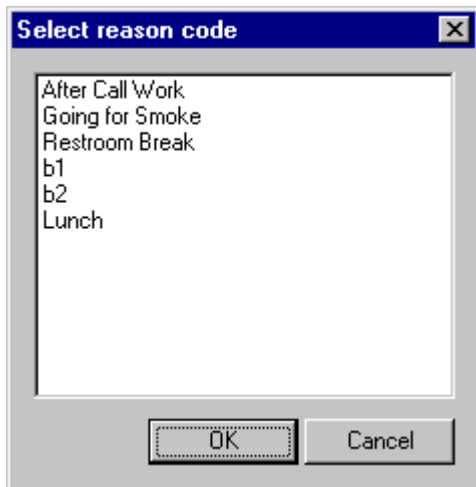 Select reason code
After Call Work
Going for Smoke
Restroom Break
b1
b2
Lunch
OK
Cancel